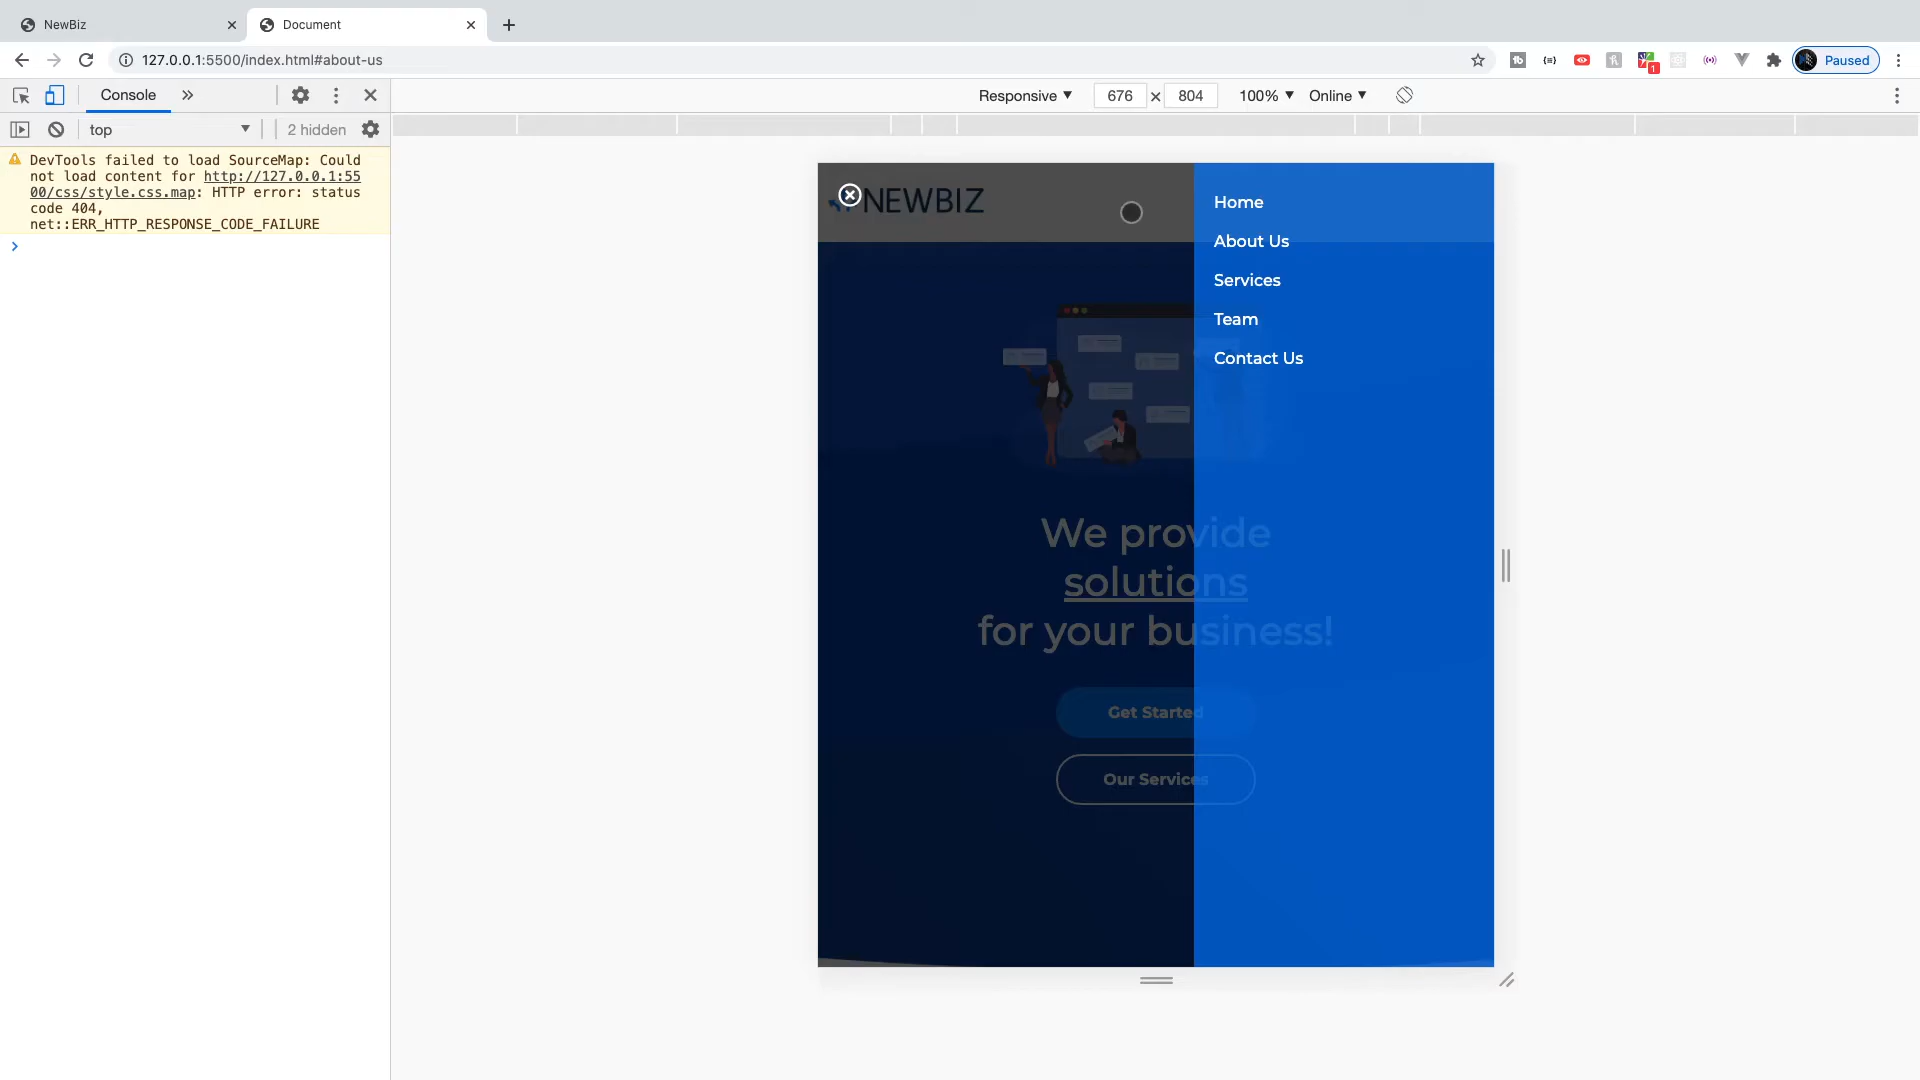 NewBiz
Document
127.0.0.1:5500/index.html#about-us
Paused
1
Console
Responsive
676 × 804
100%
Online
top
2 hidden
DevTools failed to load SourceMap: Could
not load content for http://127.0.0.1:55
00/css/style.css.map: HTTP error: status
code 404,
net::ERR_HTTP_RESPONSE_CODE_FAILURE
NEWBIZ
Home
About Us
Services
Team
Contact Us
We provide
solutions
for your business!
Get Started
Our Services